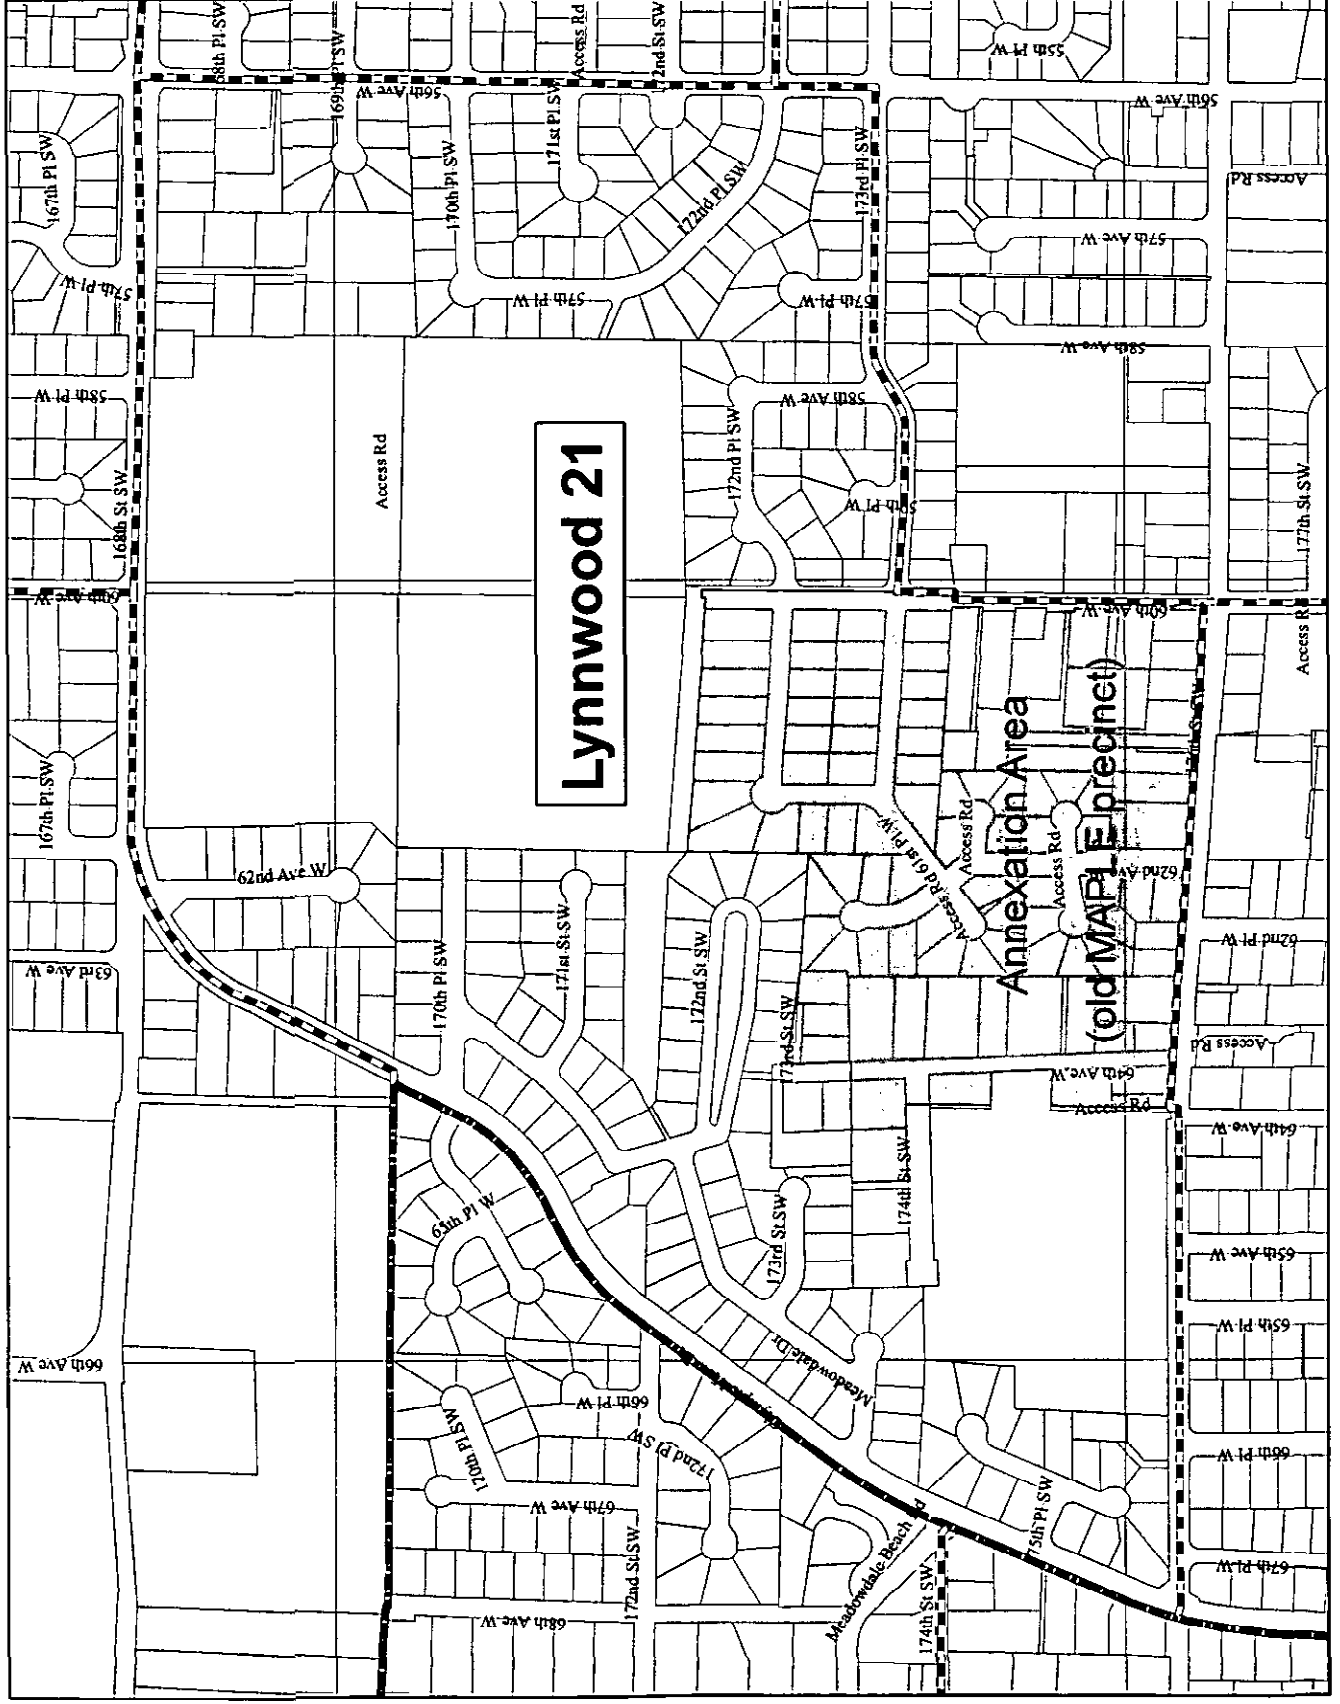 68th Pl SW
169th Pl SW
Access Rd
172nd St SW
55th Pl W
56th Ave W
56th Ave W
167th Pl SW
170th Pl SW
171st Pl SW
172nd Pl SW
173rd Pl SW
Access Rd
57th Ave W
57th Pl W
57th Pl W
57th Pl W
58th Ave W
58th Pl W
58th Ave W
172nd Pl SW
Access Rd
168th St SW
59th Pl W
177th St SW
Lynnwood 21
60th Ave W
60th Ave W
Access R
167th Pl SW
Annexation Area
(old MAPLE precinct)
62nd Ave W
Access Rd 61st Pl W
Access Rd
Access Rd
Access Rd
62nd Ave
62nd Pl W
63rd Ave W
170th Pl SW
171st St SW
172nd St SW
173rd St SW
64th Ave W
Access Rd
Access Rd
64th Ave W
65th Pl W
173rd St SW
174th St SW
65th Ave W
65th Pl W
66th Ave W
Meadowdale Dr
Meadowdale
66th Pl W
170th Pl SW
172nd Pl SW
66th Pl W
67th Ave W
172nd St SW
75th Pl SW
Meadowdale Beach
67th Pl W
68th Ave W
174th St SW